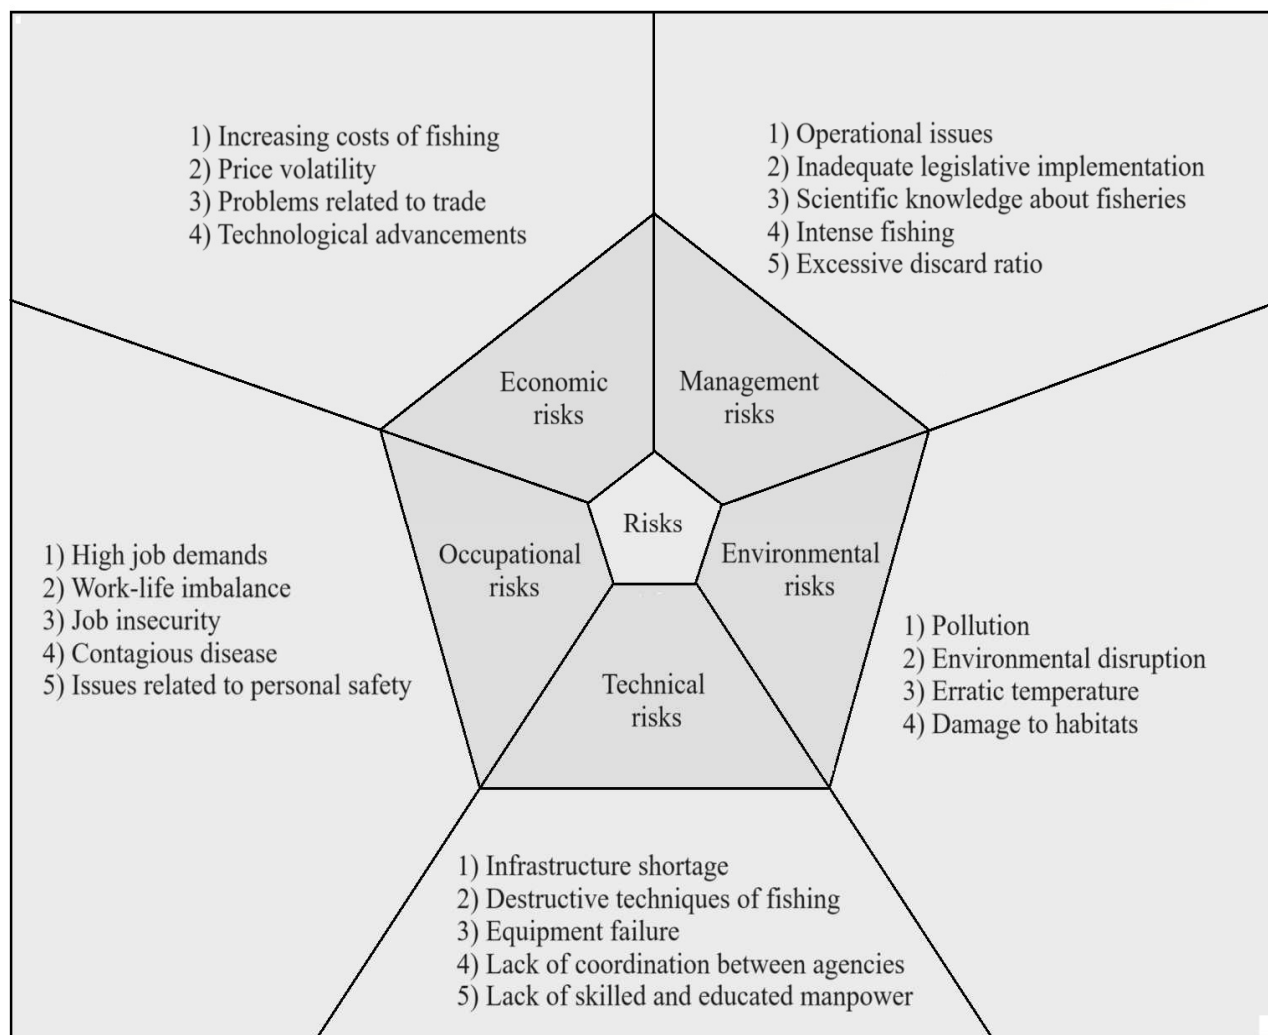 1) Increasing costs of fishing
2) Price volatility
3) Problems related to trade
4) Technological advancements
1) Operational issues
2) Inadequate legislative implementation
3) Scientific knowledge about fisheries
4) Intense fishing
5) Excessive discard ratio
Economic
risks
Management
risks
Risks
Occupational
risks
Environmental
risks
Technical
risks
1) High job demands
2) Work-life imbalance
3) Job insecurity
4) Contagious disease
5) Issues related to personal safety
1) Pollution
2) Environmental disruption
3) Erratic temperature
4) Damage to habitats
1) Infrastructure shortage
2) Destructive techniques of fishing
3) Equipment failure
4) Lack of coordination between agencies
5) Lack of skilled and educated manpower